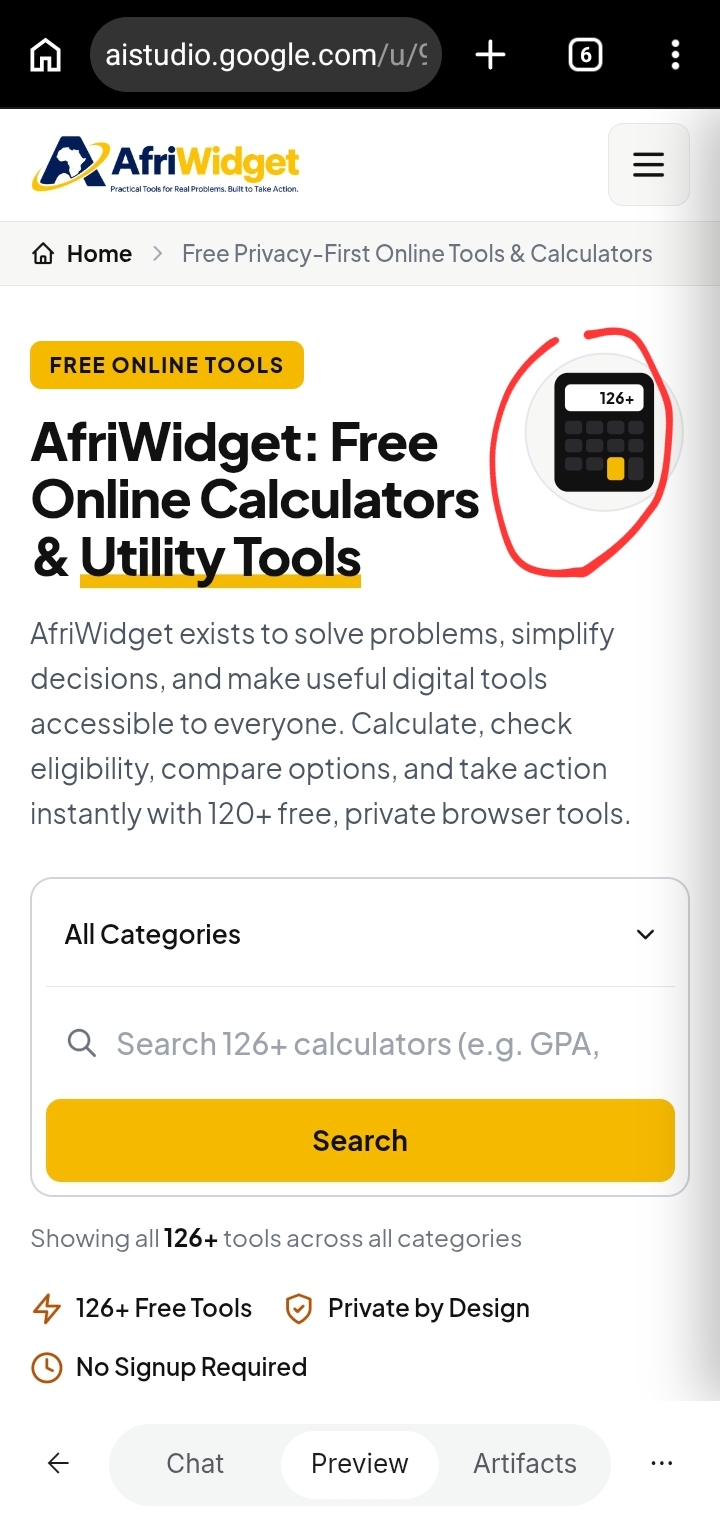 aistudio.google.com/u/9
6
AfriWidget
Practical Tools for Real Problems. Built to Take Action.
Home
Free Privacy-First Online Tools & Calculators
FREE ONLINE TOOLS
126+
AfriWidget: Free
Online Calculators
& Utility Tools
AfriWidget exists to solve problems, simplify
decisions, and make useful digital tools
accessible to everyone. Calculate, check
eligibility, compare options, and take action
instantly with 120+ free, private browser tools.
All Categories
Search 126+ calculators (e.g. GPA,
Search
Showing all 126+ tools across all categories
126+ Free Tools
Private by Design
No Signup Required
Chat
Preview
Artifacts